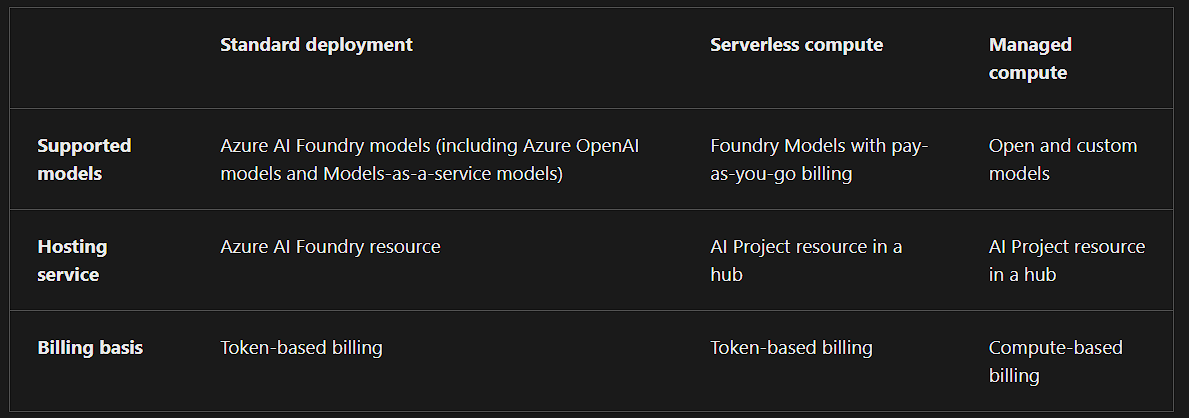 Standard deployment
Serverless compute
Managed
compute
Supported
models
Azure AI Foundry models (including Azure OpenAI
models and Models-as-a-service models)
Foundry Models with pay-
as-you-go billing
Open and custom
models
Hosting
service
Azure AI Foundry resource
AI Project resource in a
hub
AI Project resource
in a hub
Billing basis
Token-based billing
Token-based billing
Compute-based
billing